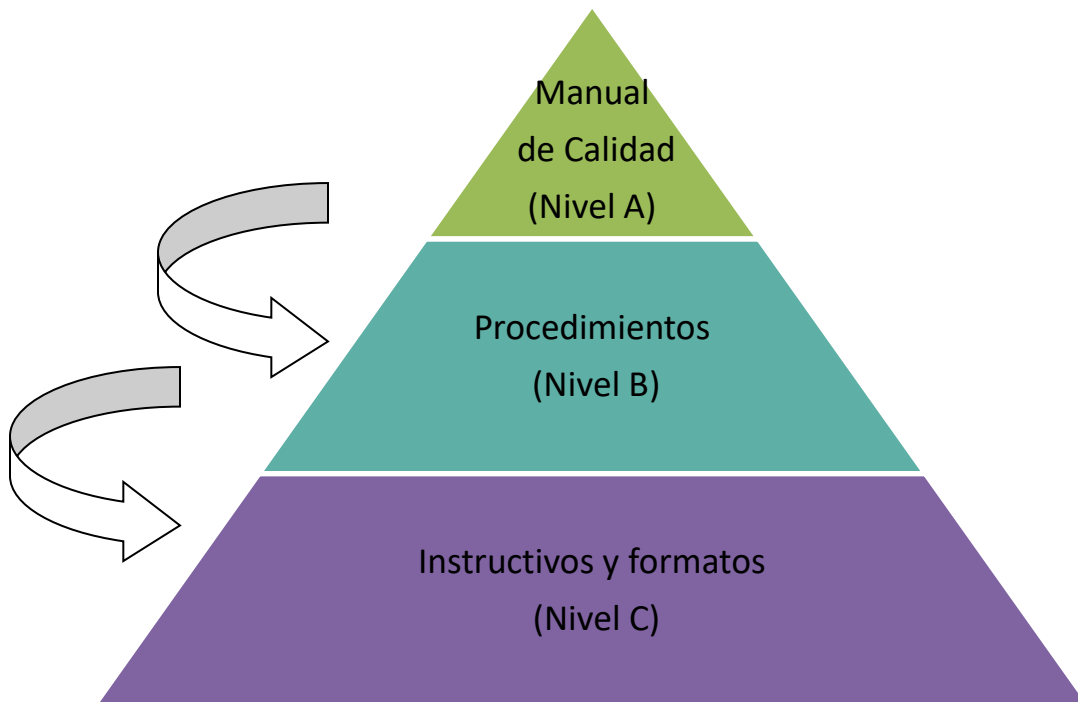 Manual
de Calidad
(Nivel A)
Procedimientos
(Nivel B)
Instructivos y formatos
(Nivel C)